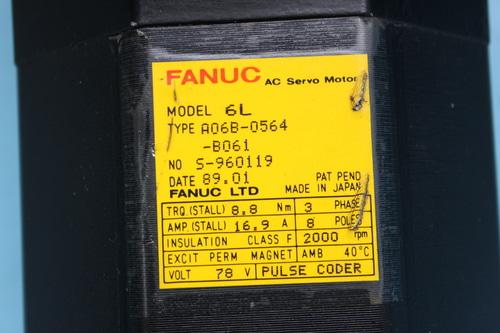 FANUC AC Servo Motor
MODEL 6L
TYPE A06B-0564
-B061
NO S-960119
DATE 89.01 PAT PEND
FANUC LTD MADE IN JAPAN
TRQ.(STALL) 8.8 Nm 3 PHASE
AMP.(STALL) 16.9 A 8 POLES
INSULATION CLASS F 2000 rpm
EXCIT PERM MAGNET AMB 40°C
VOLT 78 V PULSE CODER